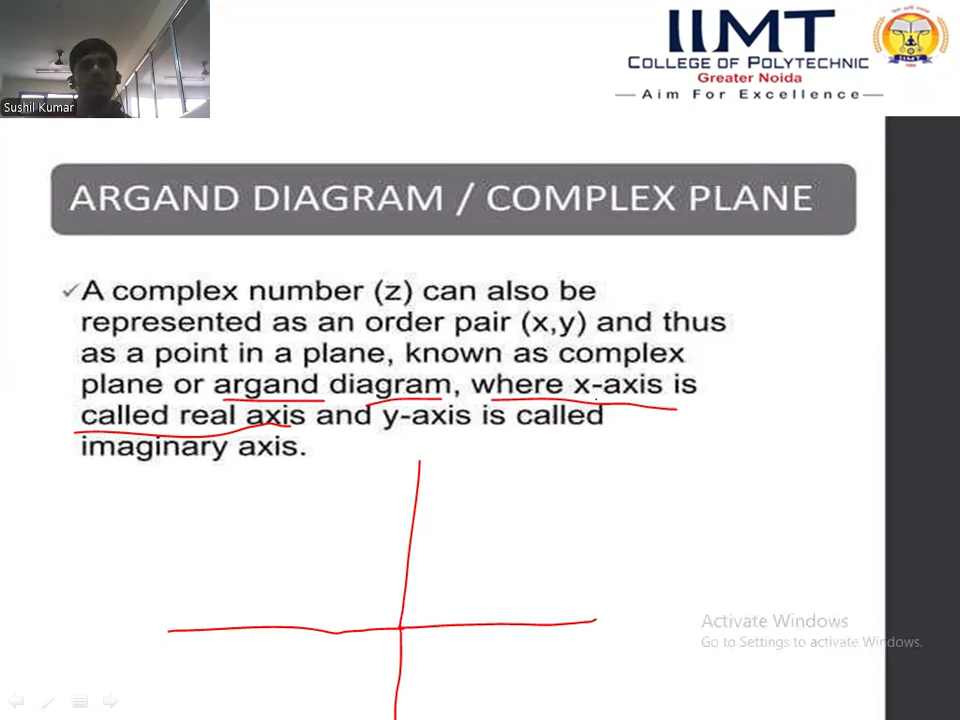 Sushil Kumar
IIMT
COLLEGE OF POLYTECHNIC
Greater Noida
Aim For Excellence
IIMT
ARGAND DIAGRAM / COMPLEX PLANE
A complex number (z) can also be
represented as an order pair (x,y) and thus
as a point in a plane, known as complex
plane or argand diagram, where x-axis is
called real axis and y-axis is called
imaginary axis.
Activate Windows
Go to Settings to activate Windows.